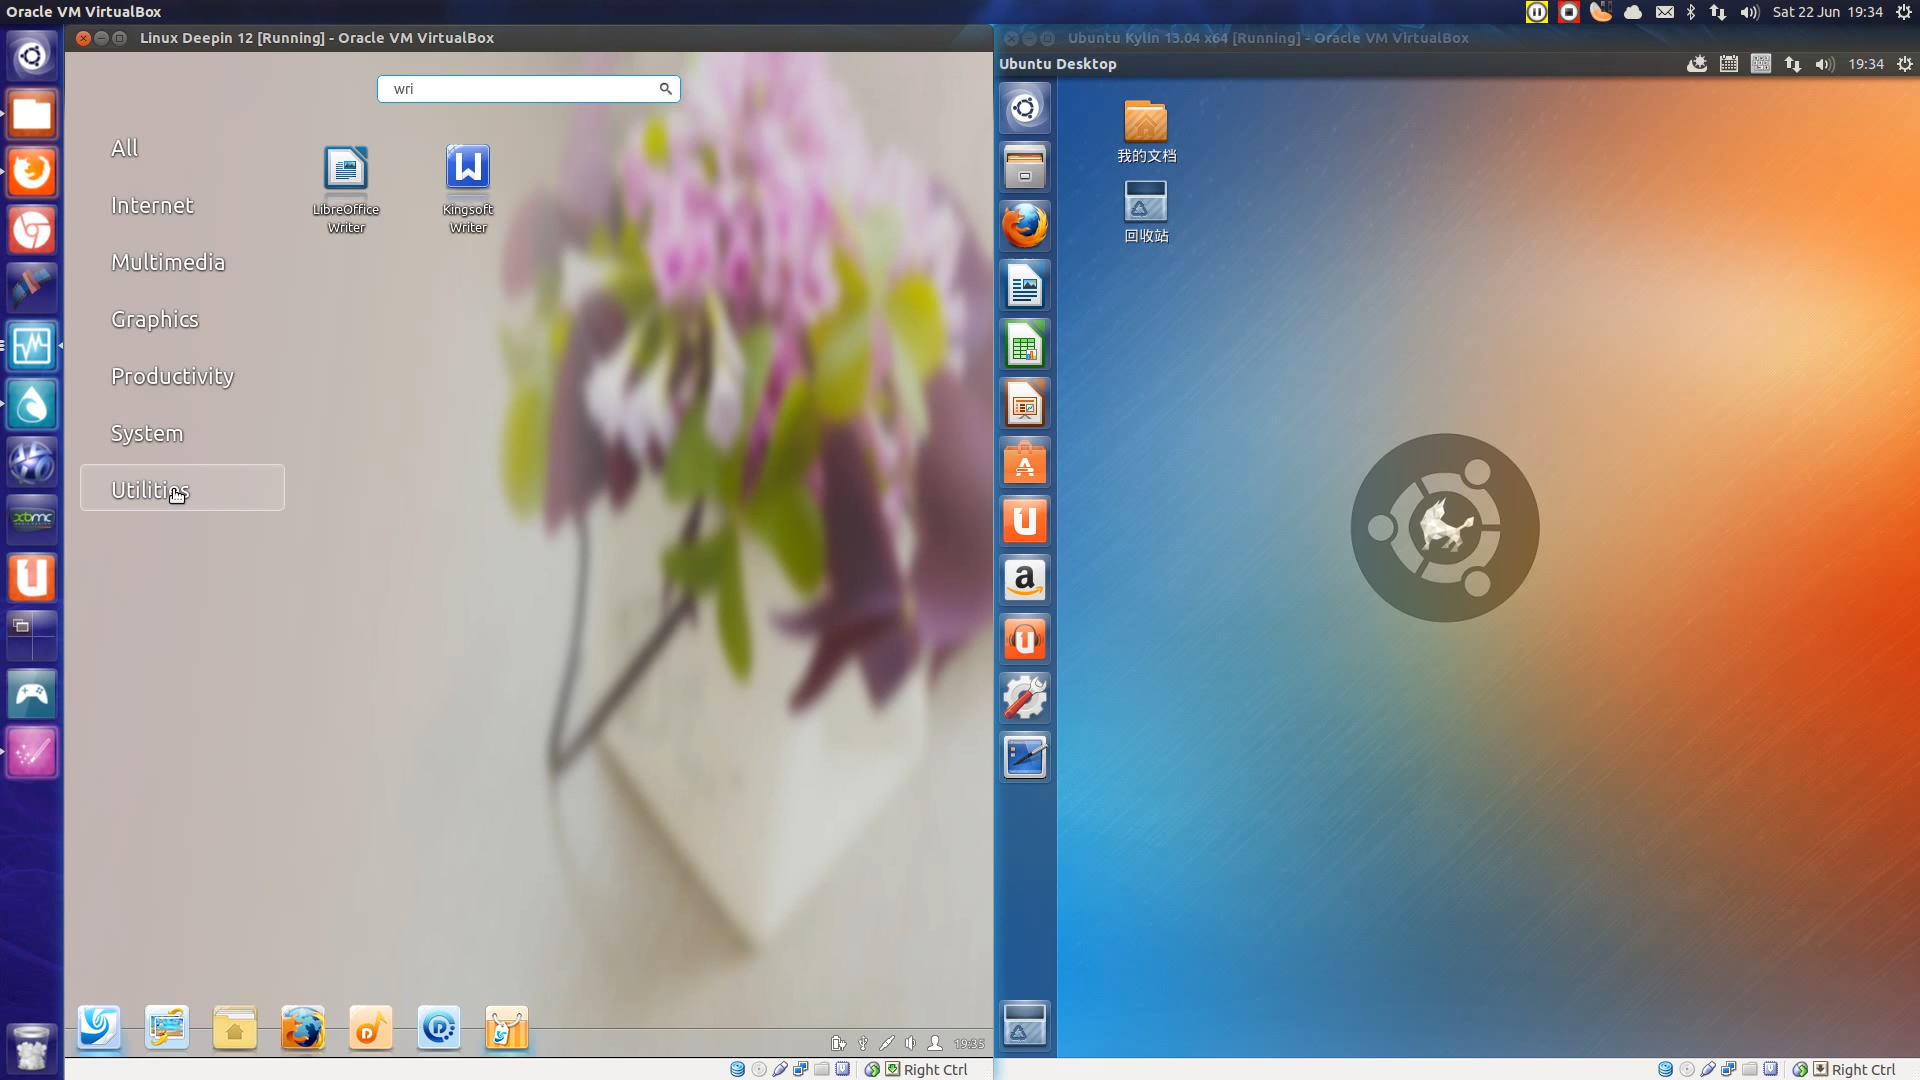 Oracle VM VirtualBox
Sat 22 Jun 19:34
Linux Deepin 12 [Running] - Oracle VM VirtualBox
wri
All
Internet
Multimedia
Graphics
Productivity
System
Utilities
LibreOffice
Writer
Kingsoft
Writer
xbmc
19:35
Right Ctrl
Ubuntu Kylin 13.04 x64 [Running] - Oracle VM VirtualBox
Ubuntu Desktop
19:34
我的文档
回收站
Right Ctrl